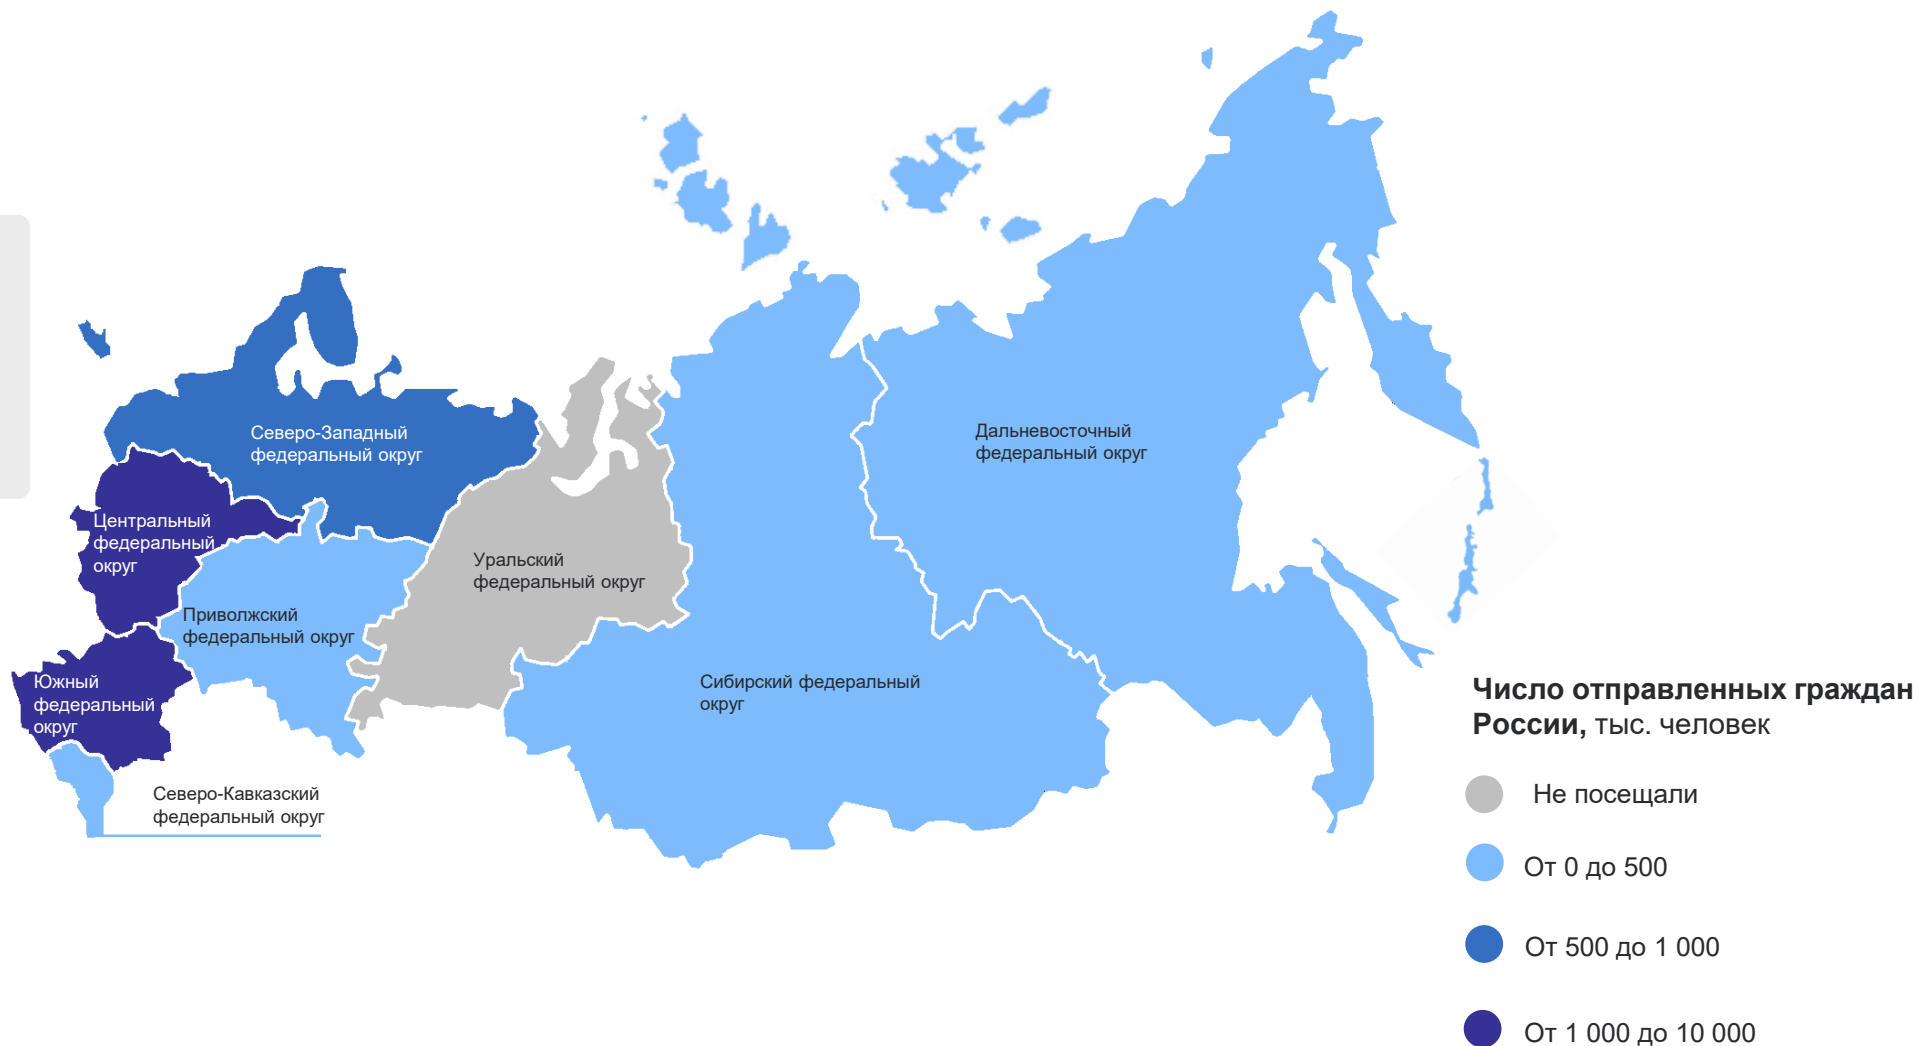 Северо-Западный
федеральный округ
Дальневосточный
федеральный округ
Центральный
федеральный
округ
Уральский
федеральный округ
Приволжский
федеральный округ
Южный
федеральный
округ
Сибирский федеральный
округ
Северо-Кавказский
федеральный округ
Число отправленных граждан
России, тыс. человек
Не посещали
От 0 до 500
От 500 до 1 000
От 1 000 до 10 000